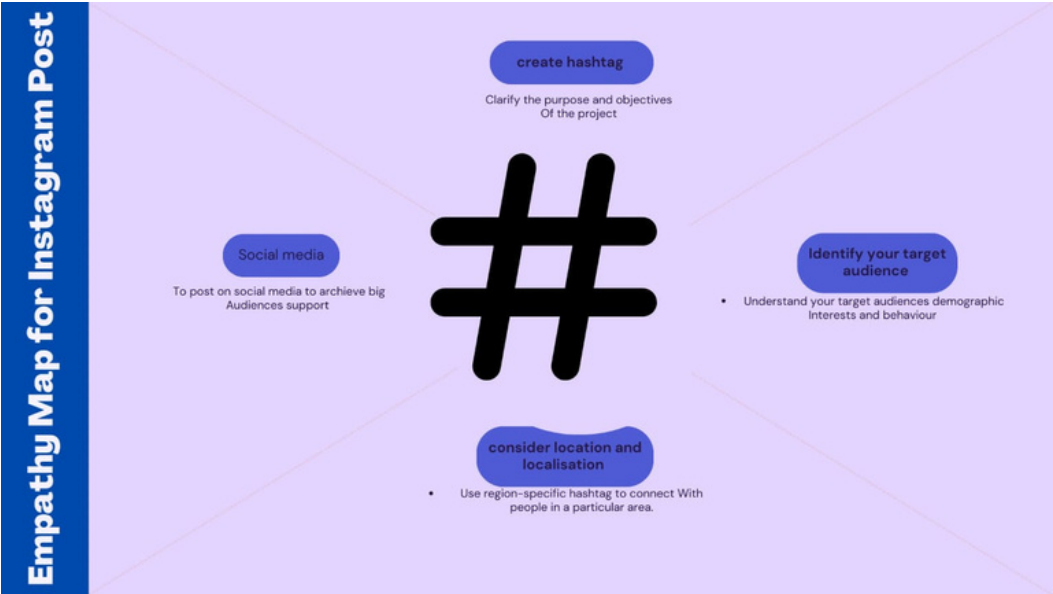 Empathy Map for Instagram Post
create hashtag
Clarify the purpose and objectives
Of the project
Social media
To post on social media to archieve big
Audiences support
Identify your target
audience
• Understand your target audiences demographic
Interests and behaviour
consider location and
localisation
• Use region-specific hashtag to connect With
people in a particular area.